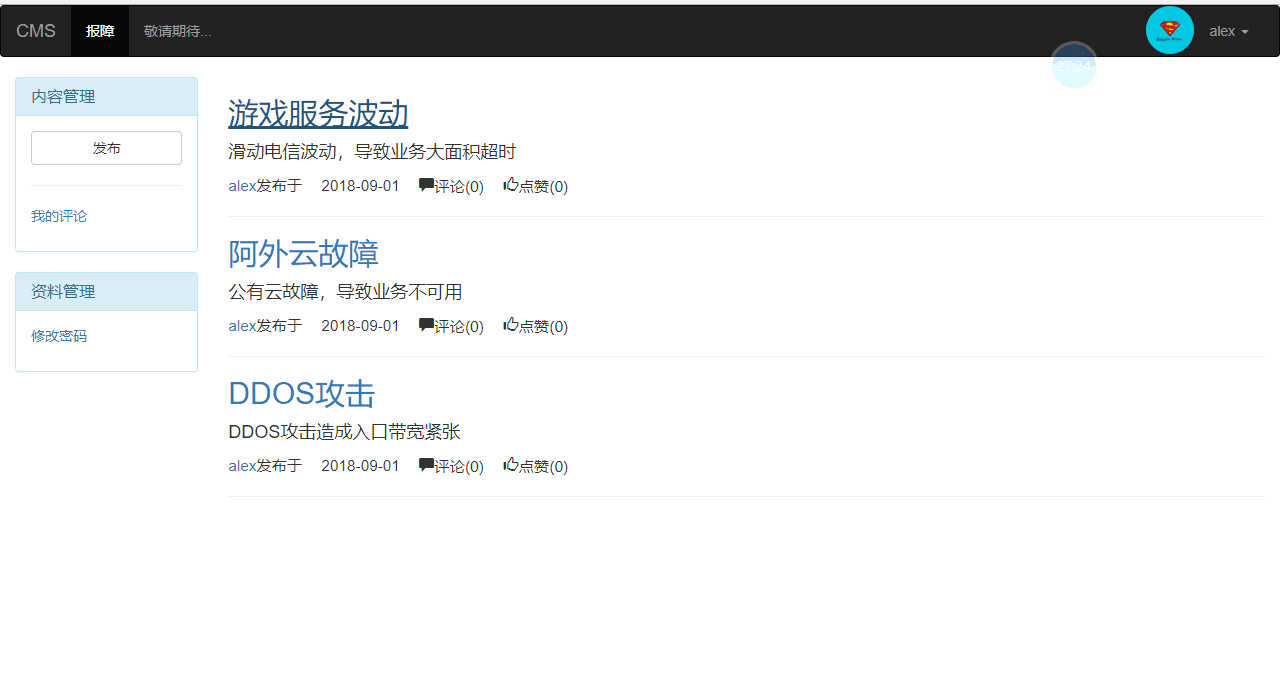 CMS 报障 敬请期待... alex
27:24
内容管理
发布
我的评论
资料管理
修改密码
游戏服务波动
滑动电信波动，导致业务大面积超时
alex发布于 2018-09-01 评论(0) 点赞(0)
阿外云故障
公有云故障，导致业务不可用
alex发布于 2018-09-01 评论(0) 点赞(0)
DDOS攻击
DDOS攻击造成入口带宽紧张
alex发布于 2018-09-01 评论(0) 点赞(0)